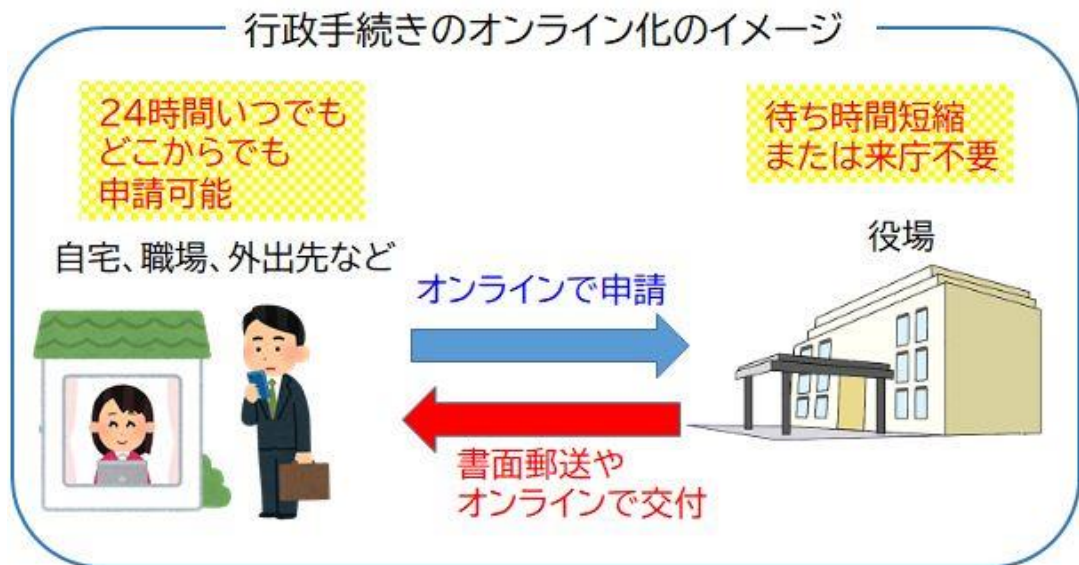 行政手続きのオンライン化のイメージ
24時間いつでも
どこからでも
申請可能
待ち時間短縮
または来庁不要
自宅、職場、外出先など
役場
オンラインで申請
書面郵送や
オンラインで交付